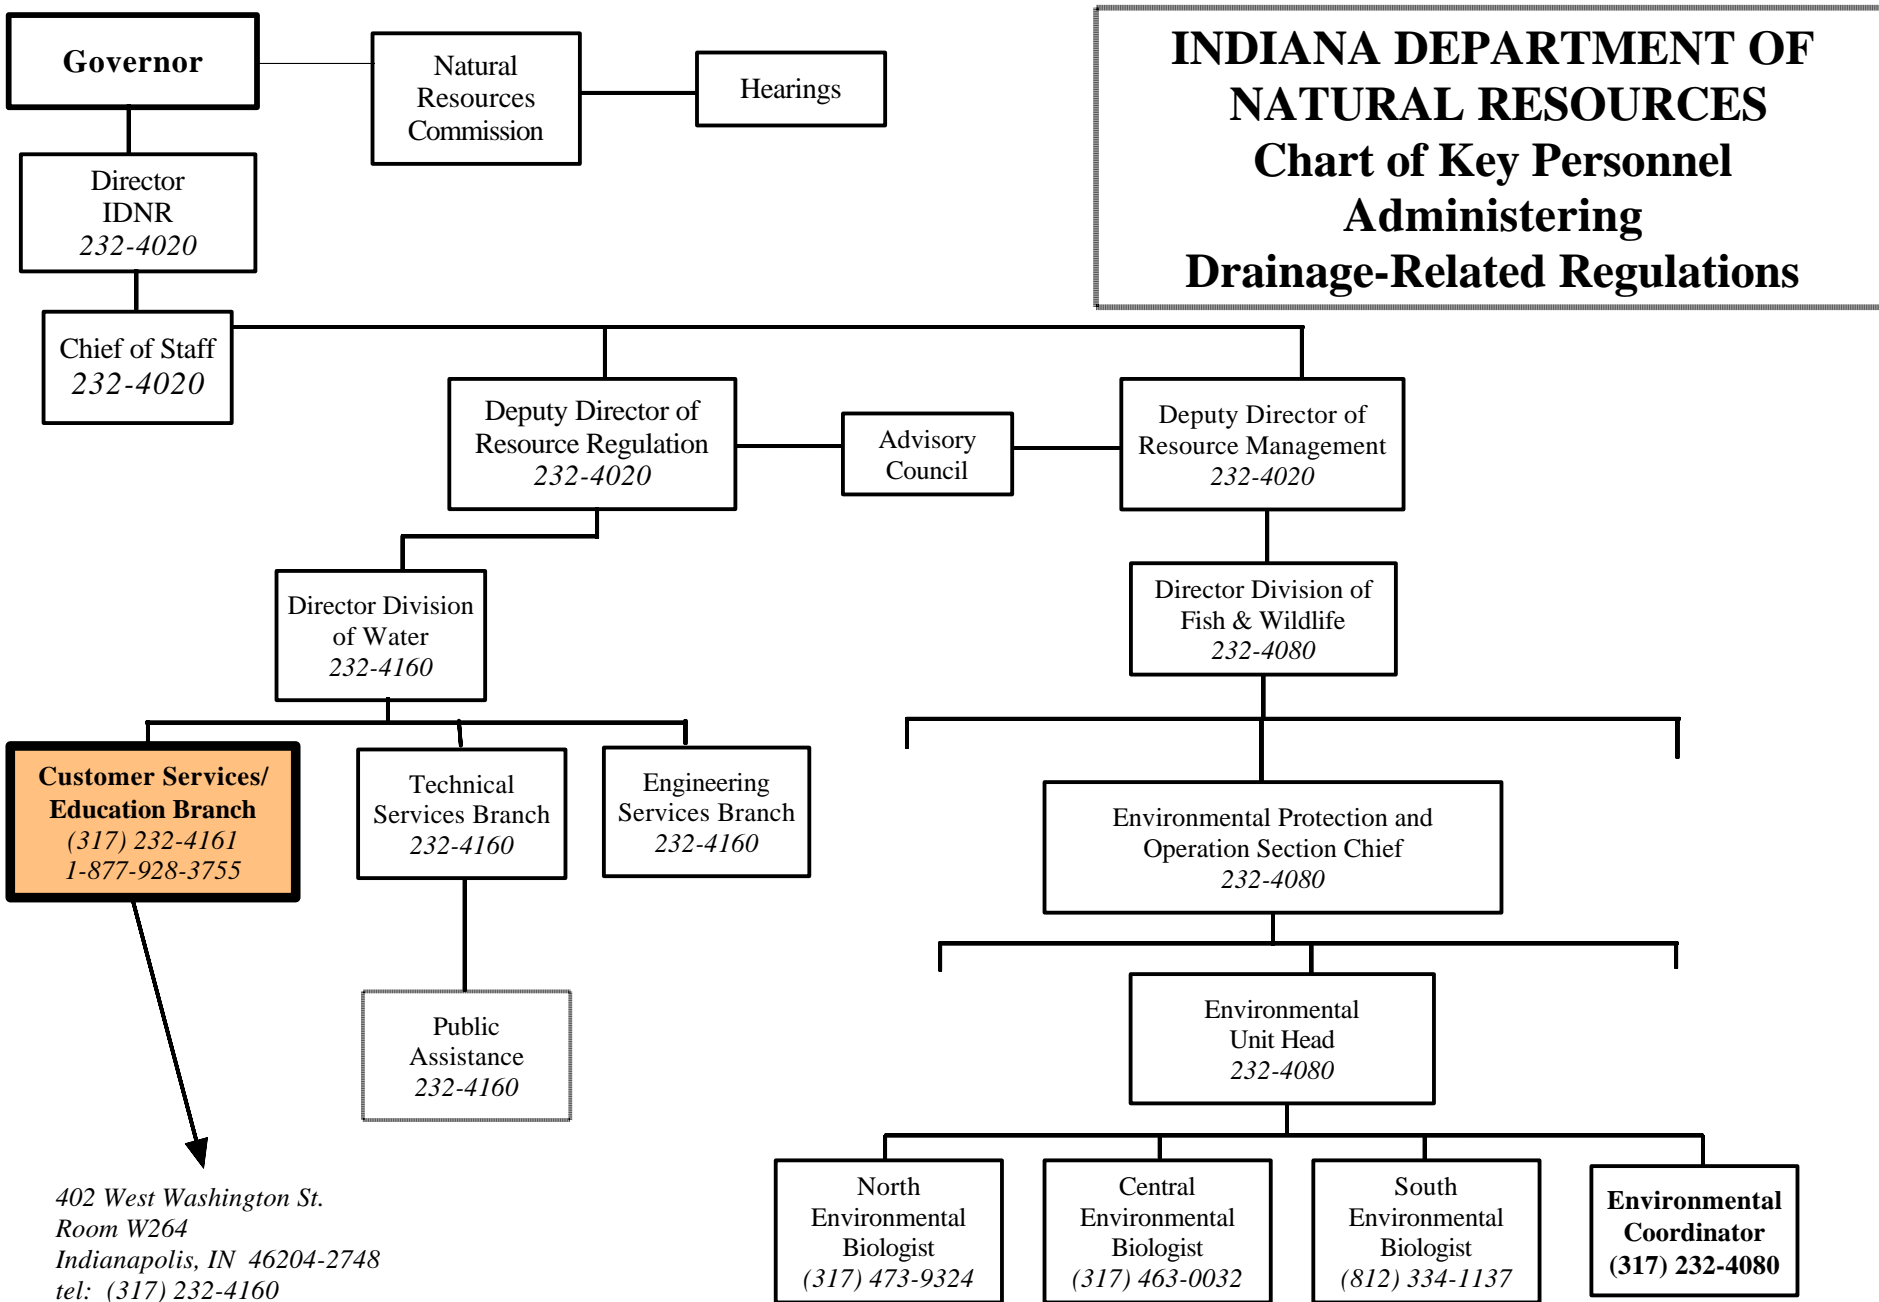 Governor
Natural
Resources
Commission
Hearings
INDIANA DEPARTMENT OF
NATURAL RESOURCES
Chart of Key Personnel
Administering
Drainage-Related Regulations
Director
IDNR
232-4020
Chief of Staff
232-4020
Deputy Director of
Resource Regulation
232-4020
Advisory
Council
Deputy Director of
Resource Management
232-4020
Director Division
of Water
232-4160
Director Division of
Fish & Wildlife
232-4080
Customer Services/
Education Branch
(317) 232-4161
1-877-928-3755
Technical
Services Branch
232-4160
Engineering
Services Branch
232-4160
Environmental Protection and
Operation Section Chief
232-4080
Public
Assistance
232-4160
Environmental
Unit Head
232-4080
402 West Washington St.
Room W264
Indianapolis, IN  46204-2748
tel:  (317) 232-4160
North
Environmental
Biologist
(317) 473-9324
Central
Environmental
Biologist
(317) 463-0032
South
Environmental
Biologist
(812) 334-1137
Environmental
Coordinator
(317) 232-4080